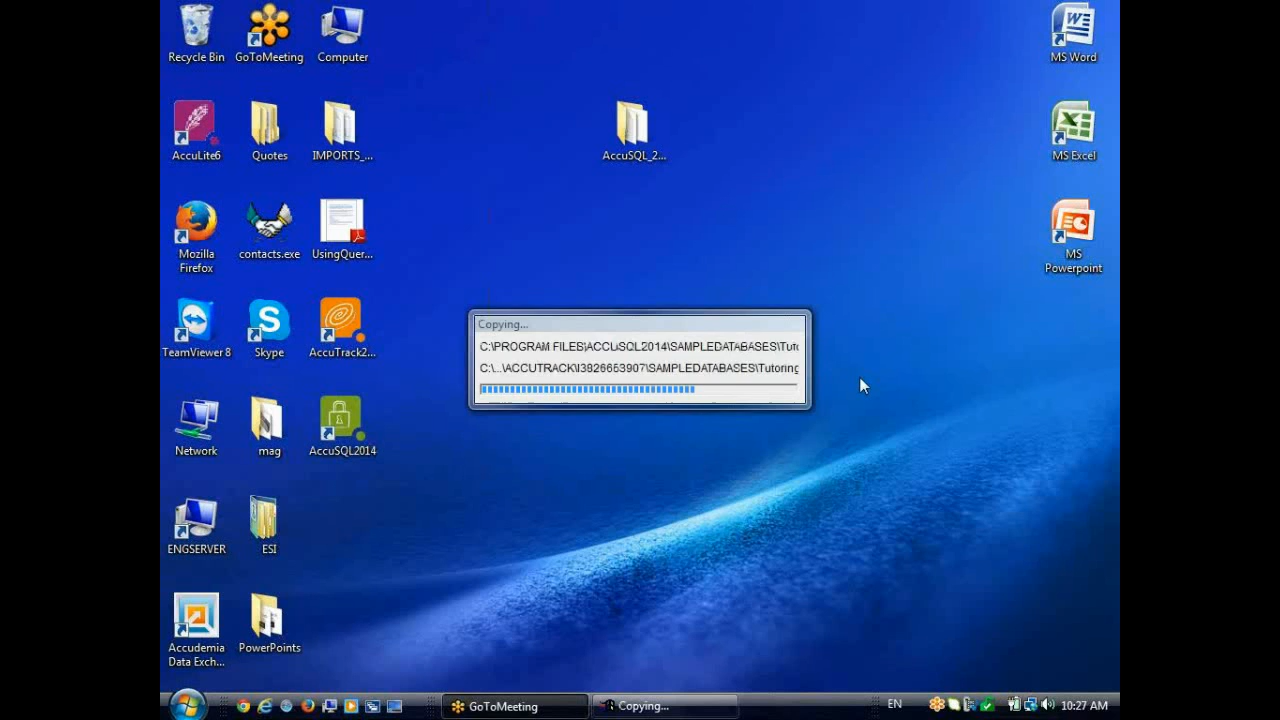 Recycle Bin
GoToMeeting
Computer
MS Word
AccuLite6
Quotes
IMPORTS_...
AccuSQL_2...
MS Excel
Mozilla
Firefox
contacts.exe
UsingQuer...
MS
Powerpoint
Copying...
C:\PROGRAM FILES\ACCUSQL2014\SAMPLEDATABASES\Tuto
C:\...\ACCUTRACK\I3826653907\SAMPLEDATABASES\Tutoring
TeamViewer 8
Skype
AccuTrack2...
Network
mag
AccuSQL2014
ENGSERVER
ESI
Accudemia
Data Exch...
PowerPoints
GoToMeeting
Copying...
EN
10:27 AM